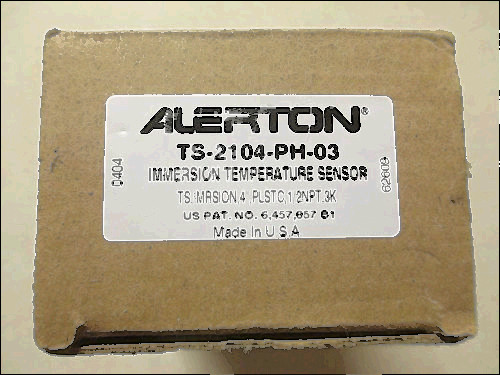 ALERTON®
TS-2104-PH-03
IMMERSION TEMPERATURE SENSOR
TS,IMRSION,4",PLSTC,1/2NPT,3K
US PAT. NO. 6,457,857 B1
Made In U.S.A
0404
62609